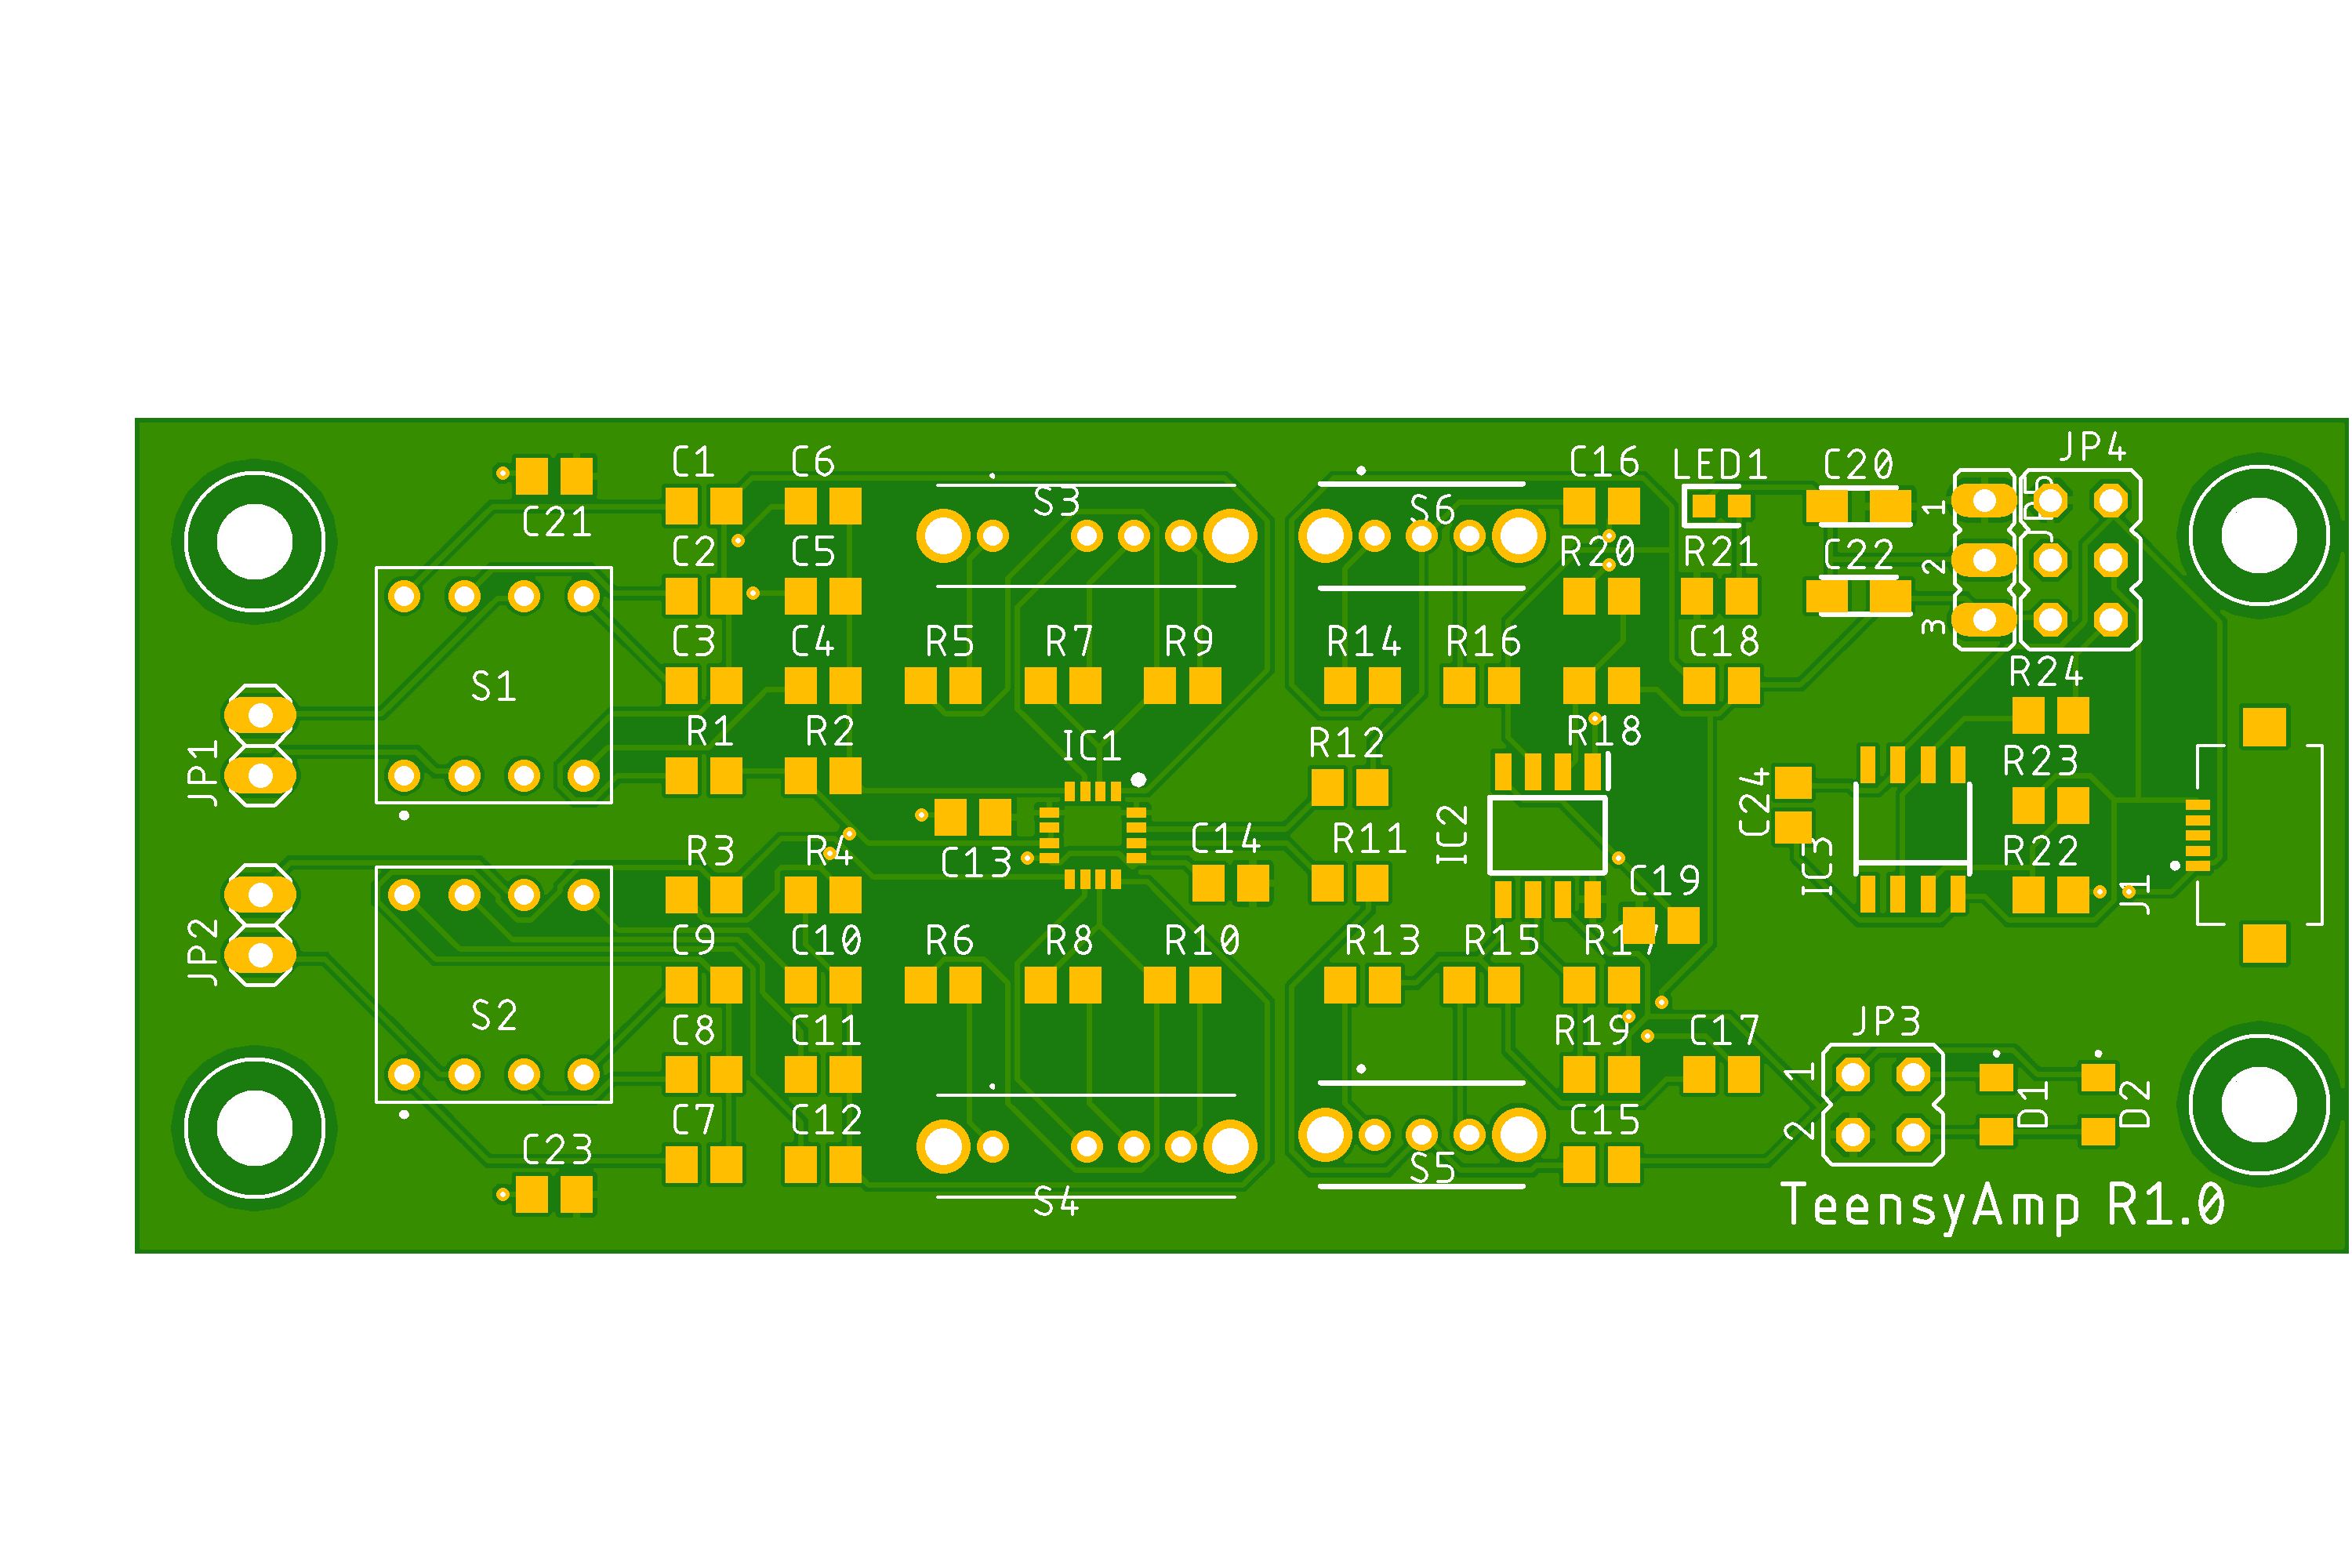 JP4
C1 C6 C16 LED1 C20
S3 S6 1
C21
C2 C5 R20 R21 C22 2
C3 C4 R5 R7 R9 R14 R16 C18 3
S1 R24
R1 R2 IC1 R12 R18
JP1 R23
C24
IC2
R3 R4 C13 C14 R11 IC3 R22
C19 J1
JP2 C9 C10 R6 R8 R10 R13 R15 R17
S2 C8 C11 R19 C17 JP3
1
C7 C12 C15 2 D1 D2
C23 S5
S4
TeensyAmp R1.0